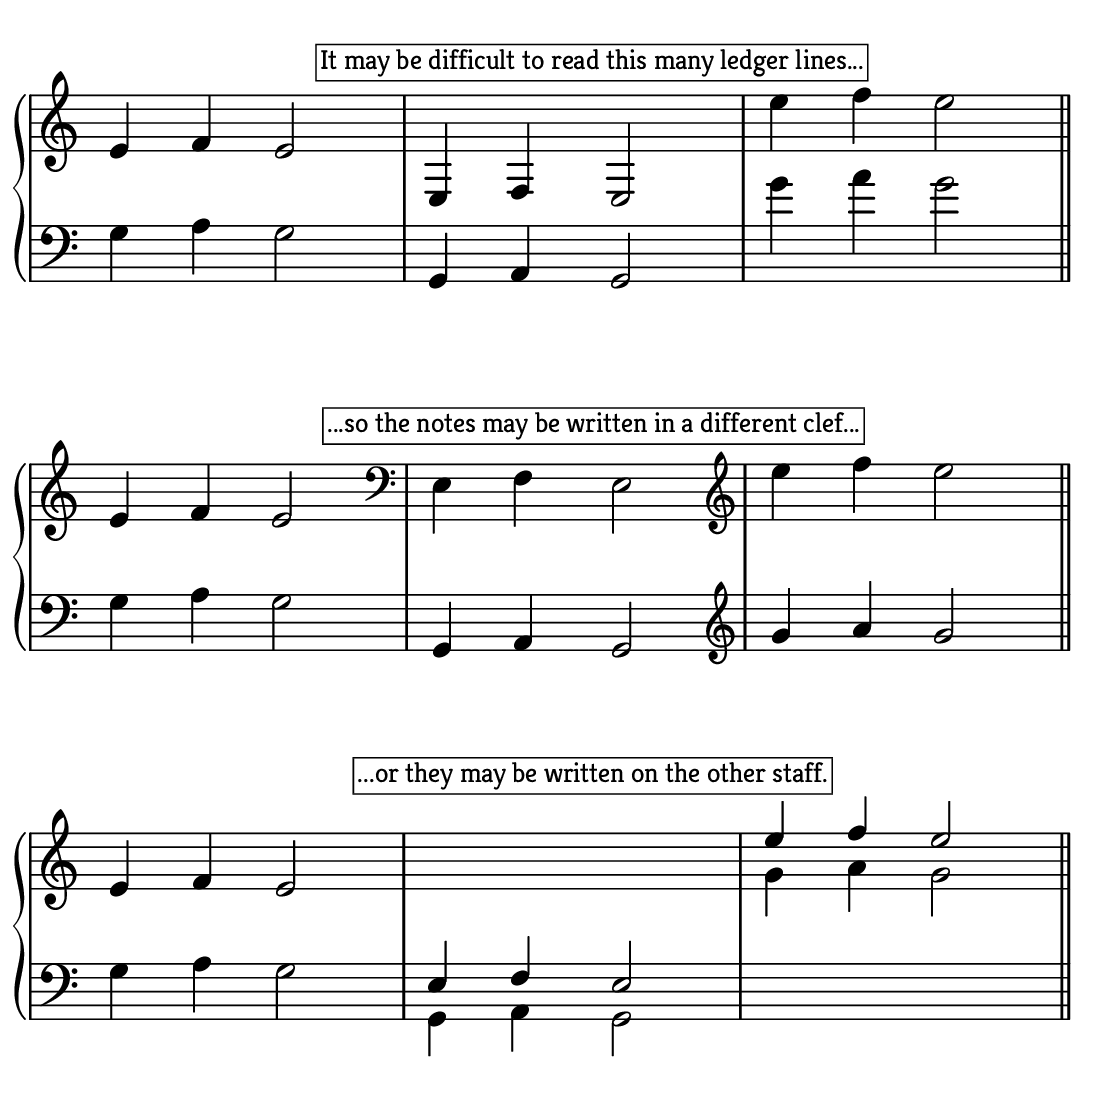 It may be difficult to read this many ledger lines...
...so the notes may be written in a different clef...
...or they may be written on the other staff.